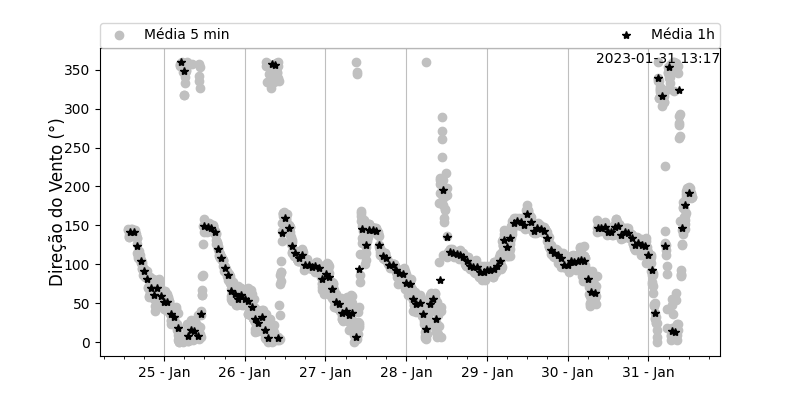 Média 5 min
Média 1h
2023-01-31 13:17
Direção do Vento (°)
350
300
250
200
150
100
50
0
25 - Jan
26 - Jan
27 - Jan
28 - Jan
29 - Jan
30 - Jan
31 - Jan